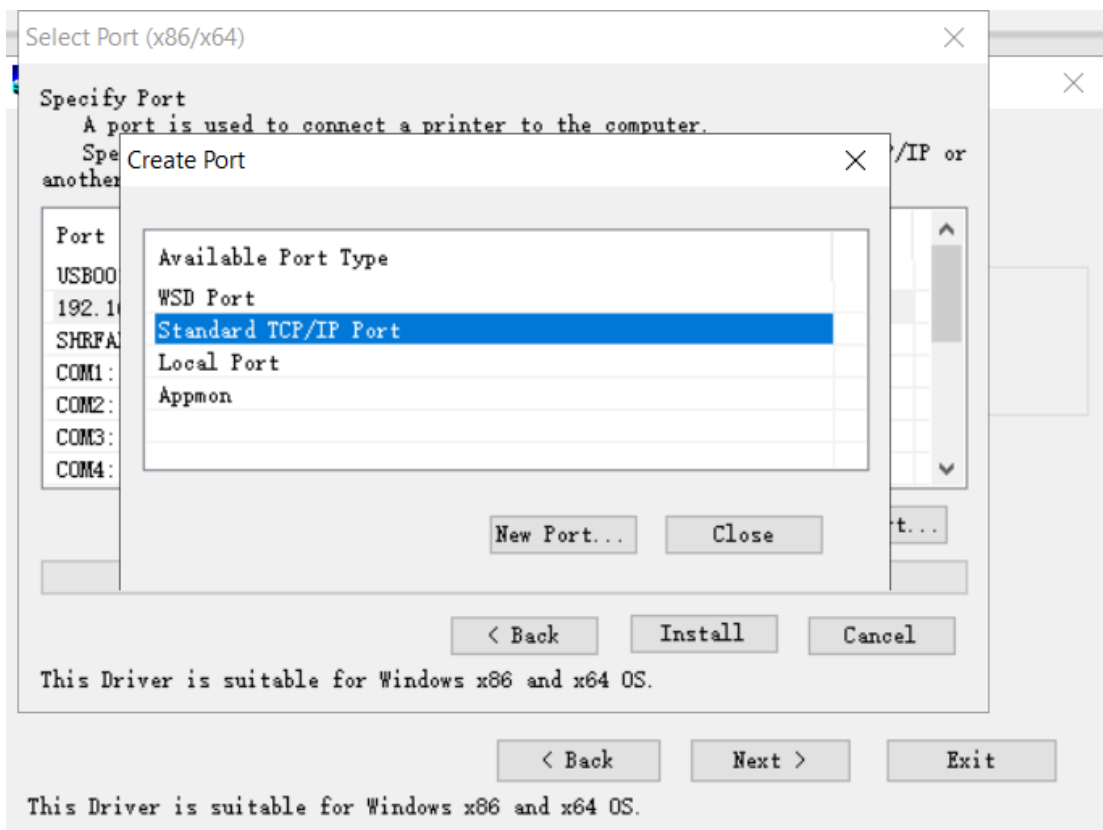 Select Port (x86/x64)
Specify Port
A port is used to connect a printer to the computer.
Spe
/IP or
another
Create Port
Port
USB00
192.1
SHRFA
COM1:
COM2:
COM3:
COM4:
Available Port Type
WSD Port
Standard TCP/IP Port
Local Port
Appmon
New Port...
Close
t...
< Back
Install
Cancel
This Driver is suitable for Windows x86 and x64 OS.
< Back
Next >
Exit
This Driver is suitable for Windows x86 and x64 OS.